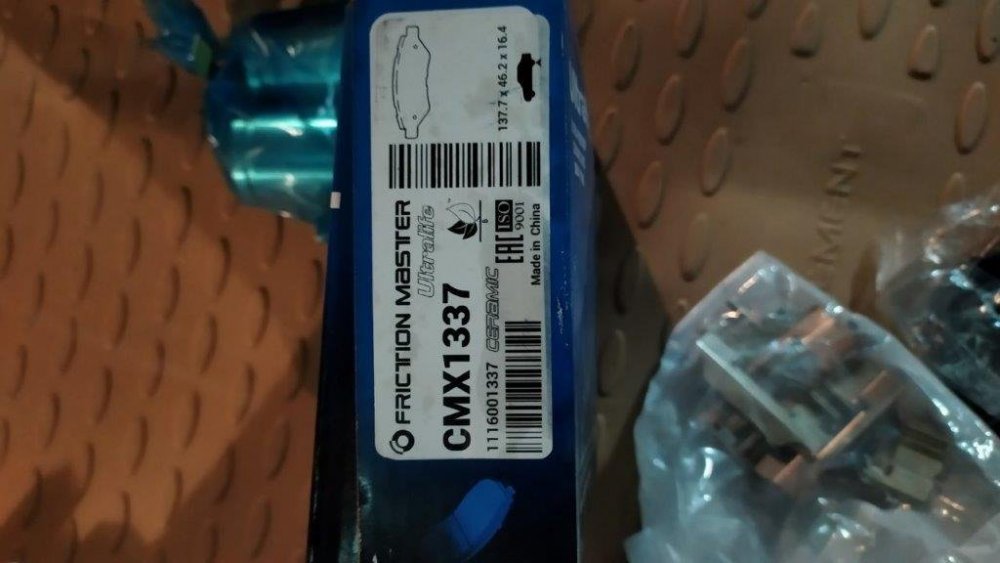 137.7 x 46.2 x 16.4
FRICTION MASTER
Ultralife
CMX1337
CERAMIC
1116001337
EAC
ISO
9001
Made in China